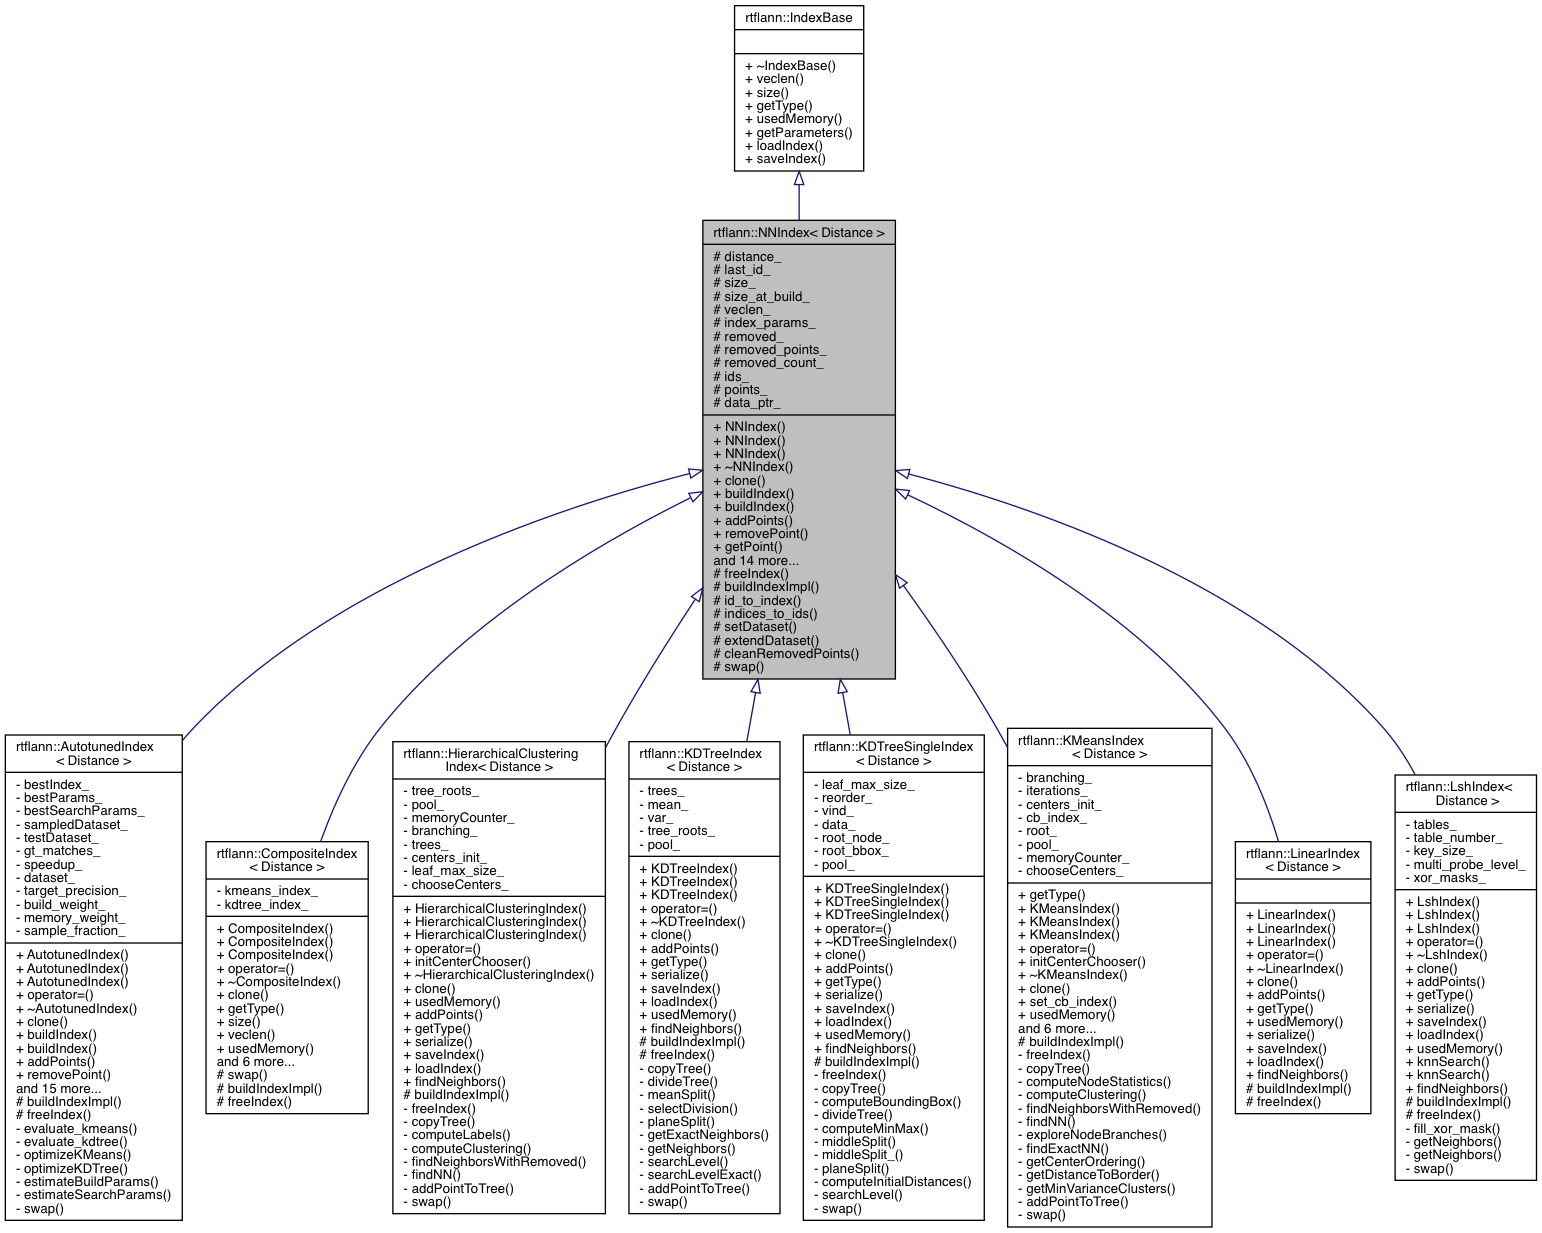 rtflann::IndexBase
+ ~IndexBase()
+ veclen()
+ size()
+ getType()
+ usedMemory()
+ getParameters()
+ loadIndex()
+ saveIndex()
rtflann::NNIndex< Distance >
# distance_
# last_id_
# size_
# size_at_build_
# veclen_
# index_params_
# removed_
# removed_points_
# removed_count_
# ids_
# points_
# data_ptr_
+ NNIndex()
+ NNIndex()
+ NNIndex()
+ ~NNIndex()
+ clone()
+ buildIndex()
+ buildIndex()
+ addPoints()
+ removePoint()
+ getPoint()
and 14 more...
# freeIndex()
# buildIndexImpl()
# id_to_index()
# indices_to_ids()
# setDataset()
# extendDataset()
# cleanRemovedPoints()
# swap()
rtflann::AutotunedIndex
< Distance >
- bestIndex_
- bestParams_
- bestSearchParams_
- sampledDataset_
- testDataset_
- gt_matches_
- speedup_
- dataset_
- target_precision_
- build_weight_
- memory_weight_
- sample_fraction_
+ AutotunedIndex()
+ AutotunedIndex()
+ AutotunedIndex()
+ operator=()
+ ~AutotunedIndex()
+ clone()
+ buildIndex()
+ buildIndex()
+ addPoints()
+ removePoint()
and 15 more...
# buildIndexImpl()
# freeIndex()
- evaluate_kmeans()
- evaluate_kdtree()
- optimizeKMeans()
- optimizeKDTree()
- estimateBuildParams()
- estimateSearchParams()
- swap()
rtflann::CompositeIndex
< Distance >
- kmeans_index_
- kdtree_index_
+ CompositeIndex()
+ CompositeIndex()
+ CompositeIndex()
+ operator=()
+ ~CompositeIndex()
+ clone()
+ getType()
+ size()
+ veclen()
+ usedMemory()
and 6 more...
# swap()
# buildIndexImpl()
# freeIndex()
rtflann::HierarchicalClustering
Index< Distance >
- tree_roots_
- pool_
- memoryCounter_
- branching_
- trees_
- centers_init_
- leaf_max_size_
- chooseCenters_
+ HierarchicalClusteringIndex()
+ HierarchicalClusteringIndex()
+ HierarchicalClusteringIndex()
+ operator=()
+ initCenterChooser()
+ ~HierarchicalClusteringIndex()
+ clone()
+ usedMemory()
+ addPoints()
+ getType()
+ serialize()
+ saveIndex()
+ loadIndex()
+ findNeighbors()
# buildIndexImpl()
- freeIndex()
- copyTree()
- computeLabels()
- computeClustering()
- findNeighborsWithRemoved()
- findNN()
- addPointToTree()
- swap()
rtflann::KDTreeIndex
< Distance >
- trees_
- mean_
- var_
- tree_roots_
- pool_
+ KDTreeIndex()
+ KDTreeIndex()
+ KDTreeIndex()
+ operator=()
+ ~KDTreeIndex()
+ clone()
+ addPoints()
+ getType()
+ serialize()
+ saveIndex()
+ loadIndex()
+ usedMemory()
+ findNeighbors()
# buildIndexImpl()
# freeIndex()
- copyTree()
- divideTree()
- meanSplit()
- selectDivision()
- planeSplit()
- getExactNeighbors()
- getNeighbors()
- searchLevel()
- searchLevelExact()
- addPointToTree()
- swap()
rtflann::KDTreeSingleIndex
< Distance >
- leaf_max_size_
- reorder_
- vind_
- data_
- root_node_
- root_bbox_
- pool_
+ KDTreeSingleIndex()
+ KDTreeSingleIndex()
+ KDTreeSingleIndex()
+ operator=()
+ ~KDTreeSingleIndex()
+ clone()
+ addPoints()
+ getType()
+ serialize()
+ saveIndex()
+ loadIndex()
+ usedMemory()
+ findNeighbors()
# buildIndexImpl()
- freeIndex()
- copyTree()
- computeBoundingBox()
- divideTree()
- computeMinMax()
- middleSplit()
- middleSplit_()
- planeSplit()
- computeInitialDistances()
- searchLevel()
- swap()
rtflann::KMeansIndex
< Distance >
- branching_
- iterations_
- centers_init_
- cb_index_
- root_
- pool_
- memoryCounter_
- chooseCenters_
+ getType()
+ KMeansIndex()
+ KMeansIndex()
+ KMeansIndex()
+ operator=()
+ initCenterChooser()
+ ~KMeansIndex()
+ clone()
+ set_cb_index()
+ usedMemory()
and 6 more...
# buildIndexImpl()
- freeIndex()
- copyTree()
- computeNodeStatistics()
- computeClustering()
- findNeighborsWithRemoved()
- findNN()
- exploreNodeBranches()
- findExactNN()
- getCenterOrdering()
- getDistanceToBorder()
- getMinVarianceClusters()
- addPointToTree()
- swap()
rtflann::LinearIndex
< Distance >
+ LinearIndex()
+ LinearIndex()
+ LinearIndex()
+ operator=()
+ ~LinearIndex()
+ clone()
+ addPoints()
+ getType()
+ usedMemory()
+ serialize()
+ saveIndex()
+ loadIndex()
+ findNeighbors()
# buildIndexImpl()
# freeIndex()
rtflann::LshIndex<
Distance >
- tables_
- table_number_
- key_size_
- multi_probe_level_
- xor_masks_
+ LshIndex()
+ LshIndex()
+ LshIndex()
+ operator=()
+ ~LshIndex()
+ clone()
+ addPoints()
+ getType()
+ serialize()
+ saveIndex()
+ loadIndex()
+ usedMemory()
+ knnSearch()
+ knnSearch()
+ findNeighbors()
# buildIndexImpl()
# freeIndex()
- fill_xor_mask()
- getNeighbors()
- getNeighbors()
- swap()